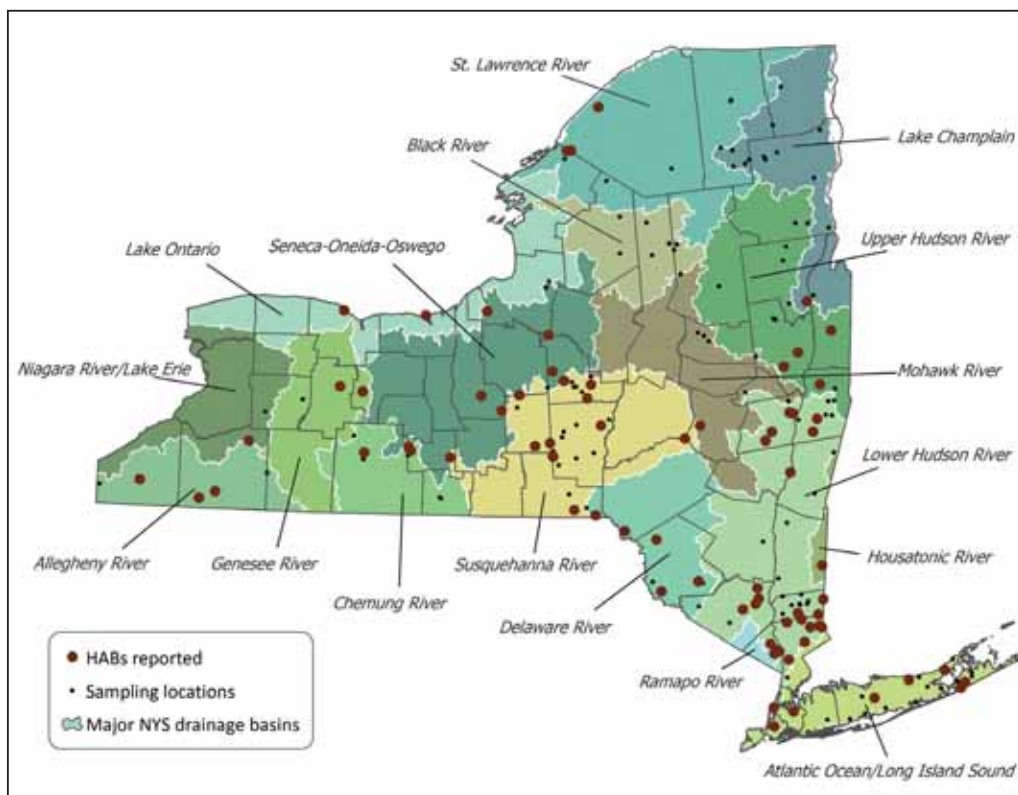 St. Lawrence River
Lake Champlain
Black River
Upper Hudson River
Lake Ontario
Seneca-Oneida-Oswego
Niagara River/Lake Erie
Mohawk River
Lower Hudson River
Allegheny River
Genesee River
Susquehanna River
Housatonic River
Chemung River
Delaware River
Ramapo River
HABs reported
Sampling locations
Major NYS drainage basins
Atlantic Ocean/Long Island Sound